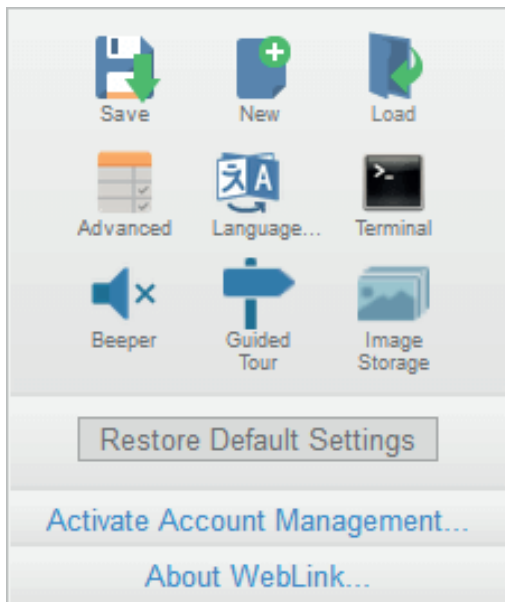 Save New Load
Advanced Language... Terminal
Beeper Guided Tour Image Storage
Restore Default Settings
Activate Account Management...
About WebLink...